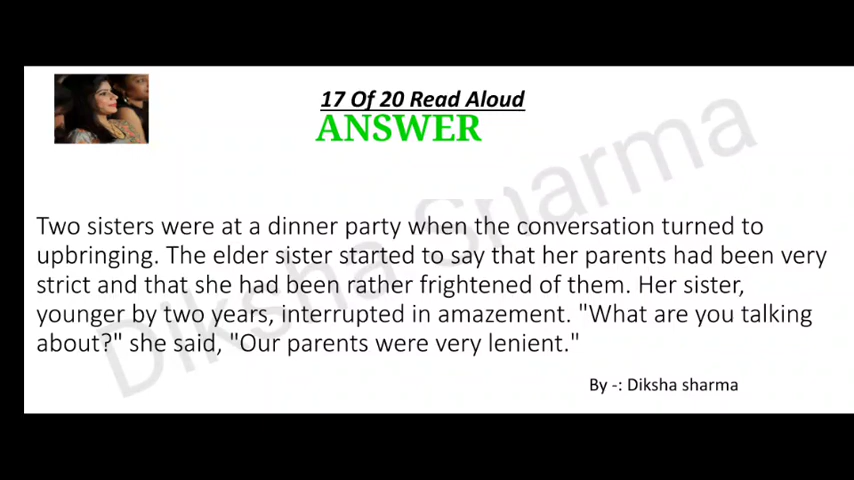 17 Of 20 Read Aloud
ANSWER
Two sisters were at a dinner party when the conversation turned to
upbringing. The elder sister started to say that her parents had been very
strict and that she had been rather frightened of them. Her sister,
younger by two years, interrupted in amazement. "What are you talking
about?" she said, "Our parents were very lenient."
By -: Diksha sharma
Diksha Sharma